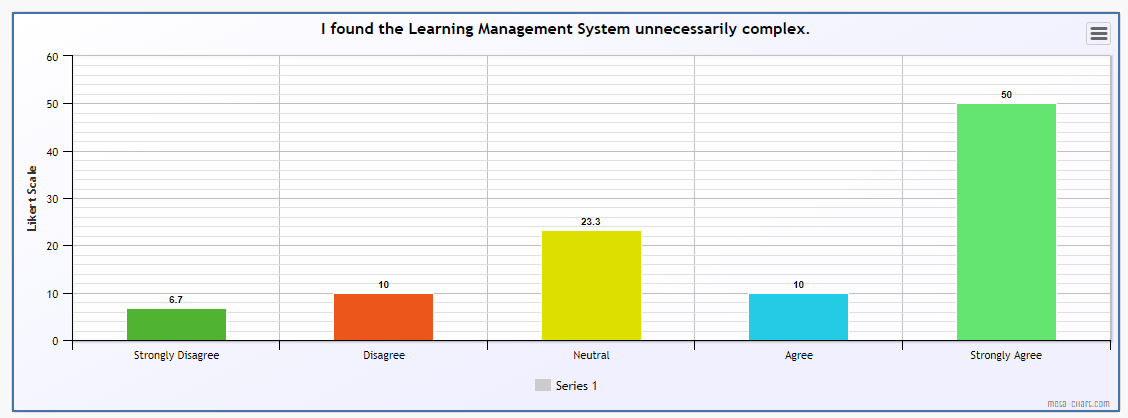 I found the Learning Management System unnecessarily complex.
60
50
40
30
20
10
0
Likert Scale
6.7
10
23.3
10
50
Strongly Disagree
Disagree
Neutral
Agree
Strongly Agree
Series 1
meta-chart.com